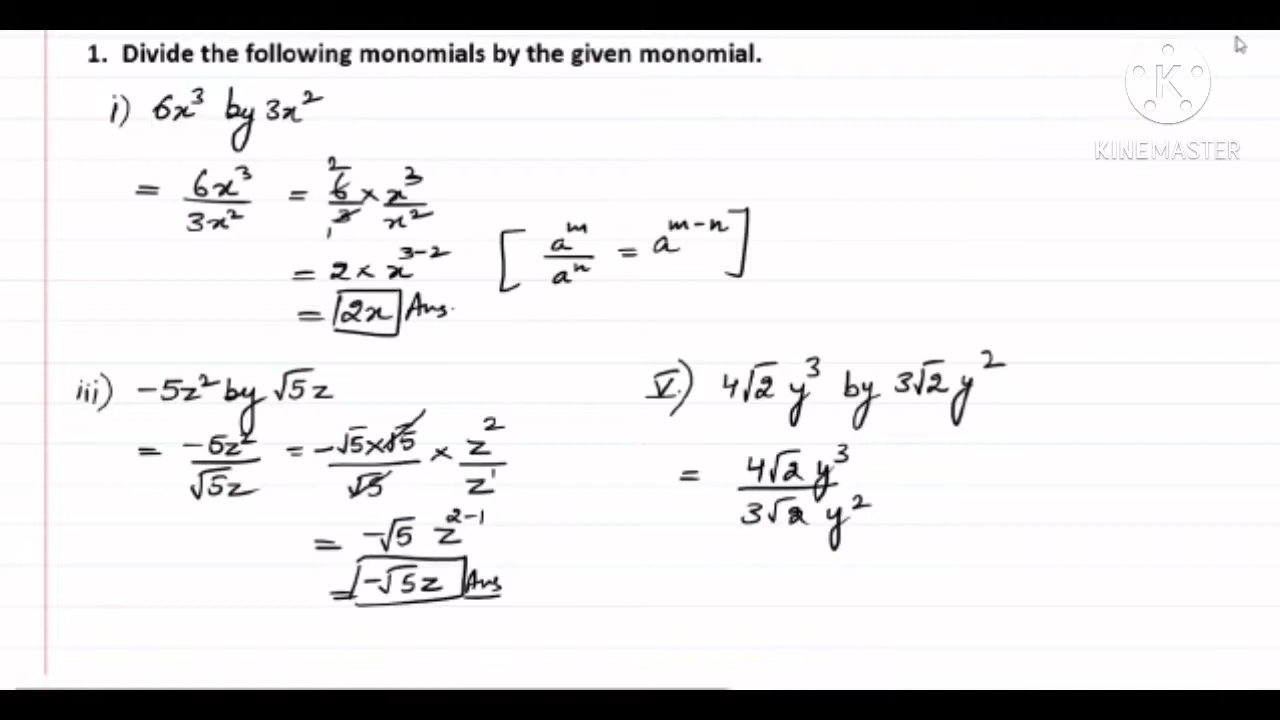 1. Divide the following monomials by the given monomial.
KINEMASTER
i) 6x³ by 3x²
= 6x³/3x² = 6/3 × x³/x²
2 1
= 2 × x³⁻² [aᵐ/aⁿ = aᵐ⁻ⁿ]
= 2x Ans.
iii) -5z² by √5z
= -5z²/√5z = -√5×√5/√5 × z²/z¹
= -√5 z²⁻¹
= -√5z Ans
V.) 4√2 y³ by 3√2 y²
= 4√2 y³/3√2 y²